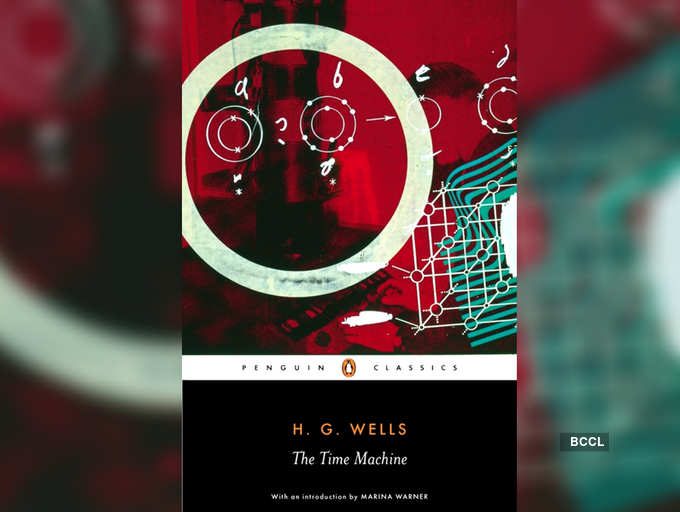 a
b
PENGUIN CLASSICS
H. G. WELLS
The Time Machine
With an introduction by MARINA WARNER
BCCL